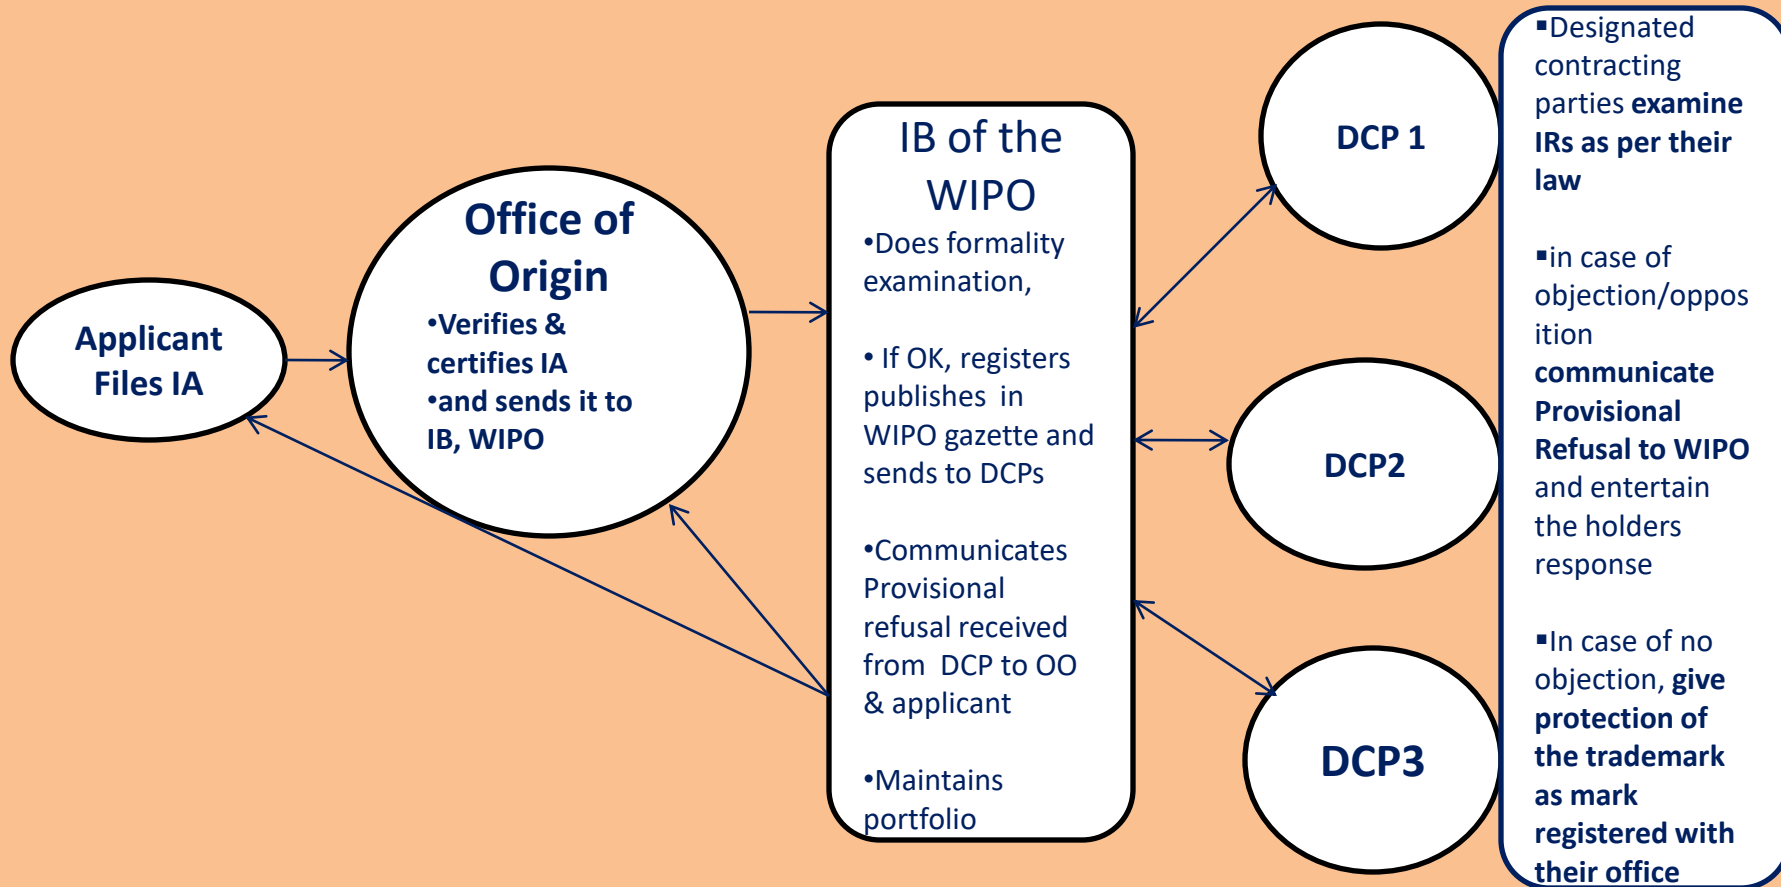 Applicant
Files IA
Office of
Origin
•Verifies &
certifies IA
•and sends it to
IB, WIPO
IB of the
WIPO
•Does formality
examination,
• If OK, registers
publishes in
WIPO gazette and
sends to DCPs
•Communicates
Provisional
refusal received
from DCP to OO
& applicant
•Maintains
portfolio
DCP 1
DCP2
DCP3
▪Designated
contracting
parties examine
IRs as per their
law
▪in case of
objection/oppos
ition
communicate
Provisional
Refusal to WIPO
and entertain
the holders
response
▪In case of no
objection, give
protection of
the trademark
as mark
registered with
their office